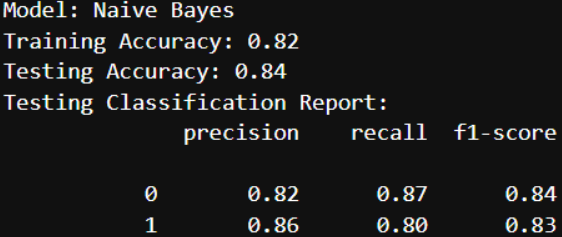 Model: Naive Bayes
Training Accuracy: 0.82
Testing Accuracy: 0.84
Testing Classification Report:
precision recall f1-score
0 0.82 0.87 0.84
1 0.86 0.80 0.83